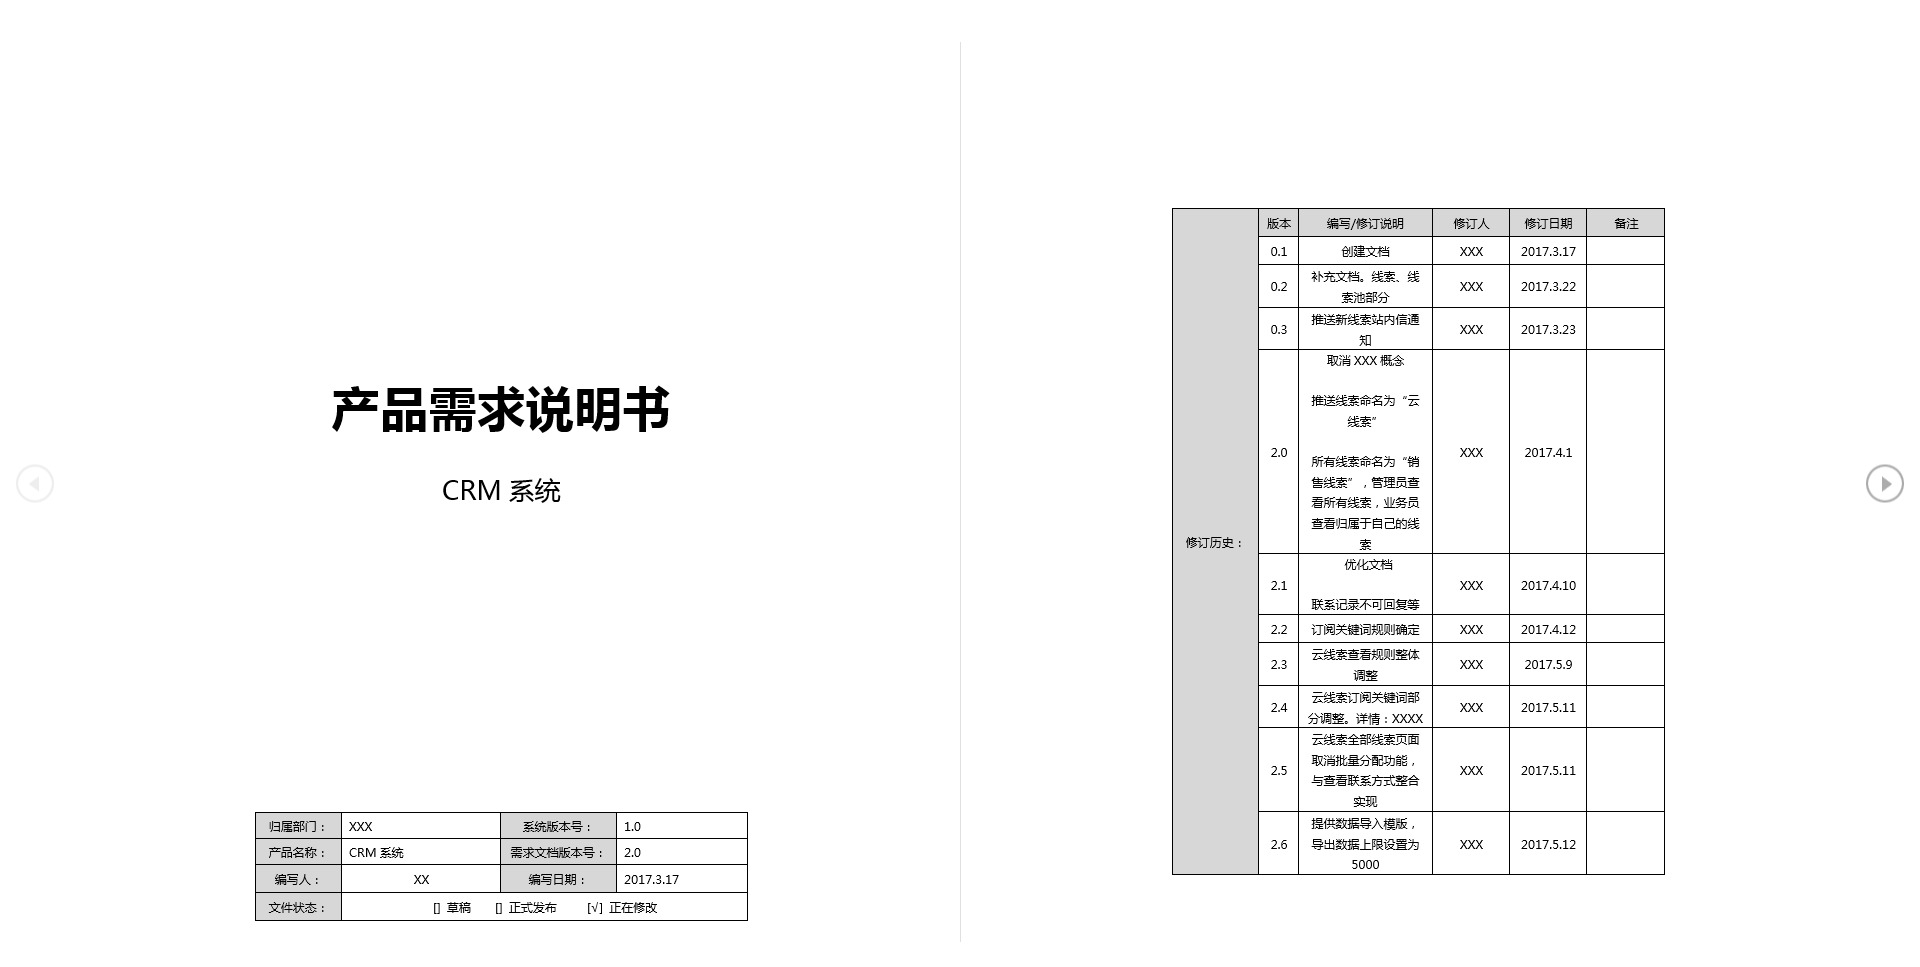 产品需求说明书
CRM 系统
归属部门： XXX 系统版本号： 1.0
产品名称： CRM 系统 需求文档版本号： 2.0
编写人： XX 编写日期： 2017.3.17
文件状态： [] 草稿 [] 正式发布 [√] 正在修改
修订历史：
版本 编写/修订说明 修订人 修订日期 备注
0.1 创建文档 XXX 2017.3.17
补充文档。线索、线
0.2 XXX 2017.3.22
索池部分
推送新线索站内信通
0.3 XXX 2017.3.23
知
取消 XXX 概念
推送线索命名为“云
线索”
2.0 XXX 2017.4.1
所有线索命名为“销
售线索”，管理员查
看所有线索，业务员
查看归属于自己的线
索
优化文档
2.1 XXX 2017.4.10
联系记录不可回复等
2.2 订阅关键词规则确定 XXX 2017.4.12
云线索查看规则整体
2.3 XXX 2017.5.9
调整
云线索订阅关键词部
2.4 XXX 2017.5.11
分调整。详情：XXXX
云线索全部线索页面
取消批量分配功能，
2.5 XXX 2017.5.11
与查看联系方式整合
实现
提供数据导入模版，
2.6 导出数据上限设置为 XXX 2017.5.12
5000